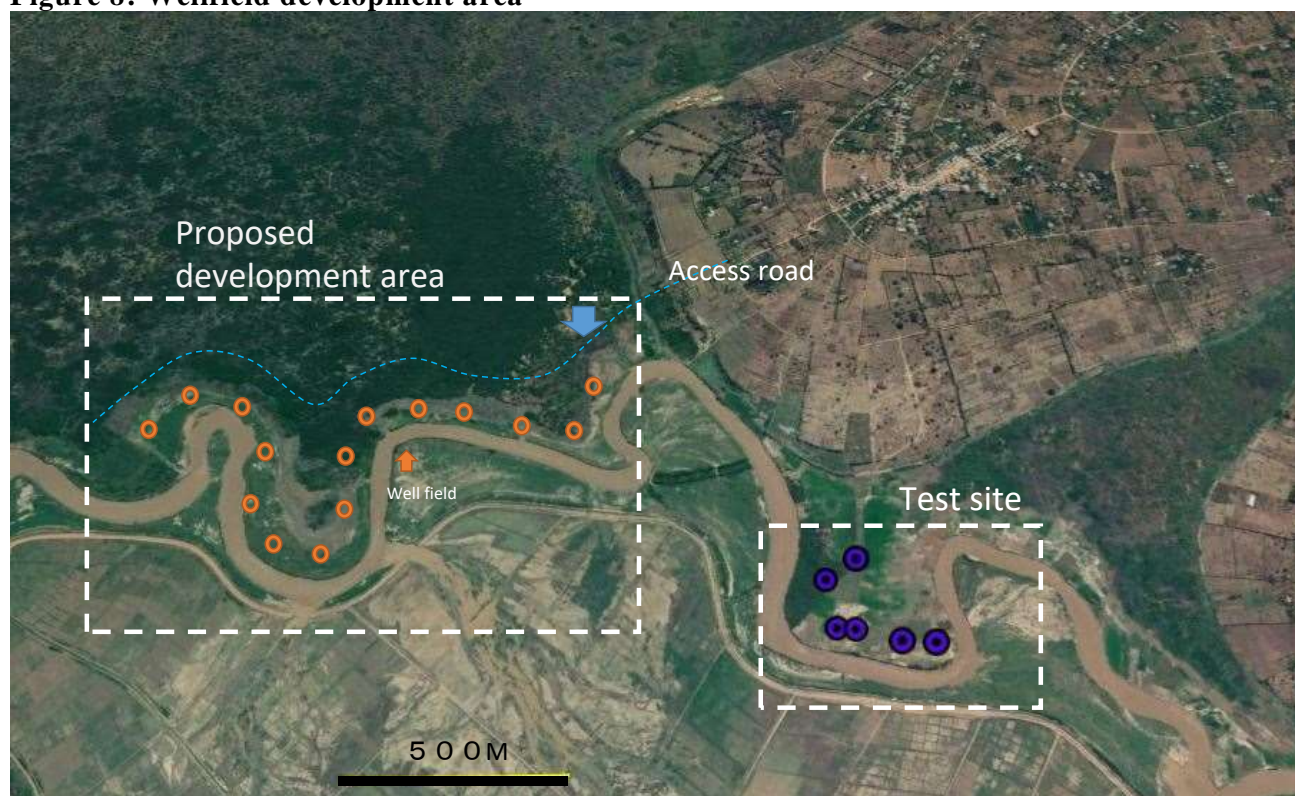 Figure 8: Wellfield development area
Proposed
development area
Access road
Well field
Test site
500M